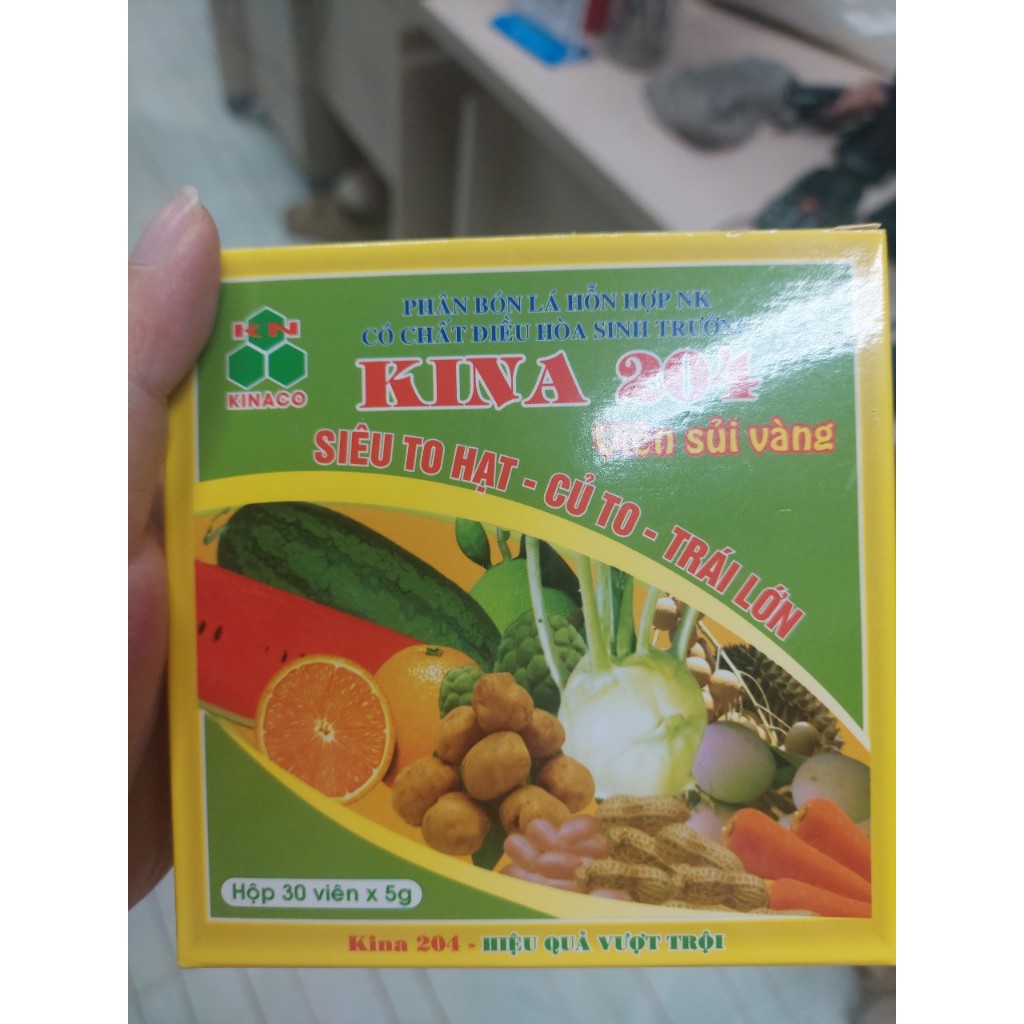 PHÂN BÓN LÁ HỖN HỢP NK
CÓ CHẤT ĐIỀU HÒA SINH TRƯỞNG
KN
KINACO
KINA 204
Viên sủi vàng
SIÊU TO HẠT - CỦ TO - TRÁI LỚN
Hộp 30 viên x 5g
Kina 204 - HIỆU QUẢ VƯỢT TRỘI